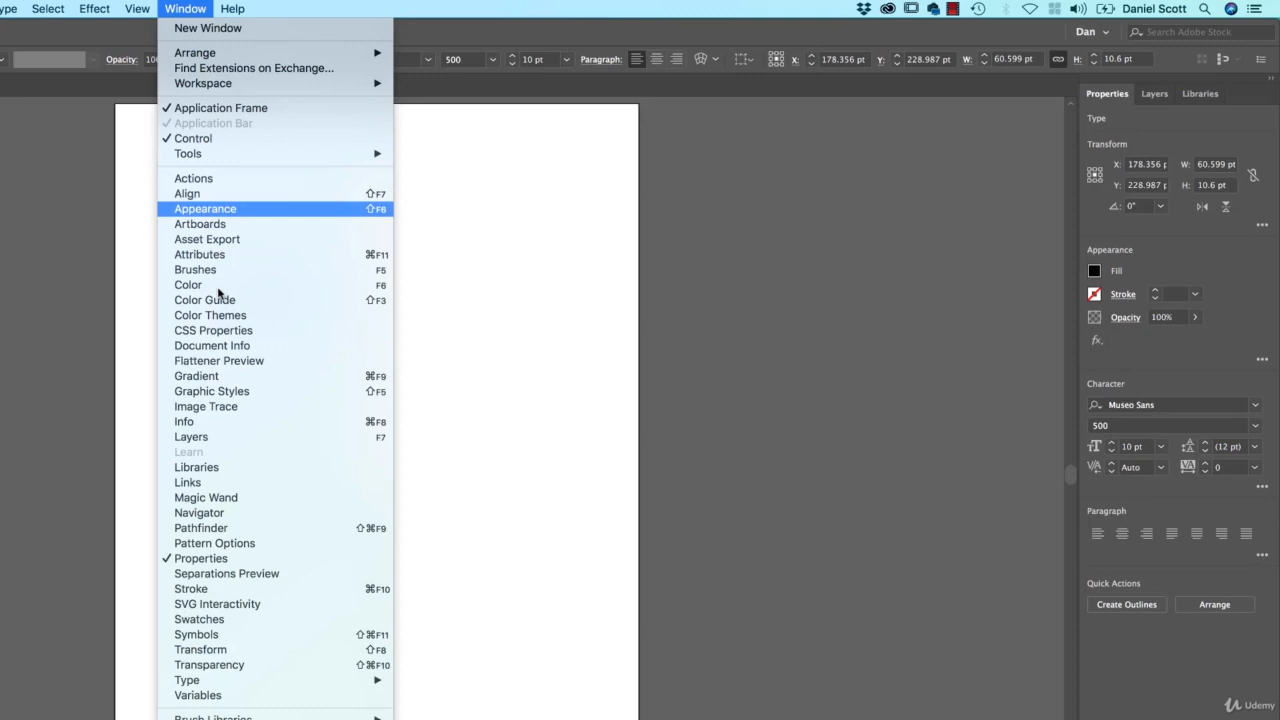 ype Select Effect View Window Help Daniel Scott
Dan Search Adobe Stock
Opacity: 100 500 10 pt Paragraph: X: 178.356 pt Y: 228.987 pt W: 60.599 pt H: 10.6 pt
New Window
Arrange
Find Extensions on Exchange...
Workspace
Application Frame
Application Bar
Control
Tools
Actions
Align ⇧F7
Appearance ⇧F6
Artboards
Asset Export
Attributes ⌘F11
Brushes F5
Color F6
Color Guide ⇧F3
Color Themes
CSS Properties
Document Info
Flattener Preview
Gradient ⌘F9
Graphic Styles ⇧F5
Image Trace
Info ⌘F8
Layers F7
Learn
Libraries
Links
Magic Wand
Navigator
Pathfinder ⇧⌘F9
Pattern Options
Properties
Separations Preview
Stroke ⌘F10
SVG Interactivity
Swatches
Symbols ⇧⌘F11
Transform ⇧F8
Transparency ⇧⌘F10
Type
Variables
Brush Libraries
Properties Layers Libraries
Type
Transform
X: 178.356 p W: 60.599 pt
Y: 228.987 p H: 10.6 pt
0°
Appearance
Fill
Stroke
Opacity 100%
fx.
Character
Museo Sans
500
10 pt (12 pt)
Auto 0
Paragraph
Quick Actions
Create Outlines Arrange
Udemy